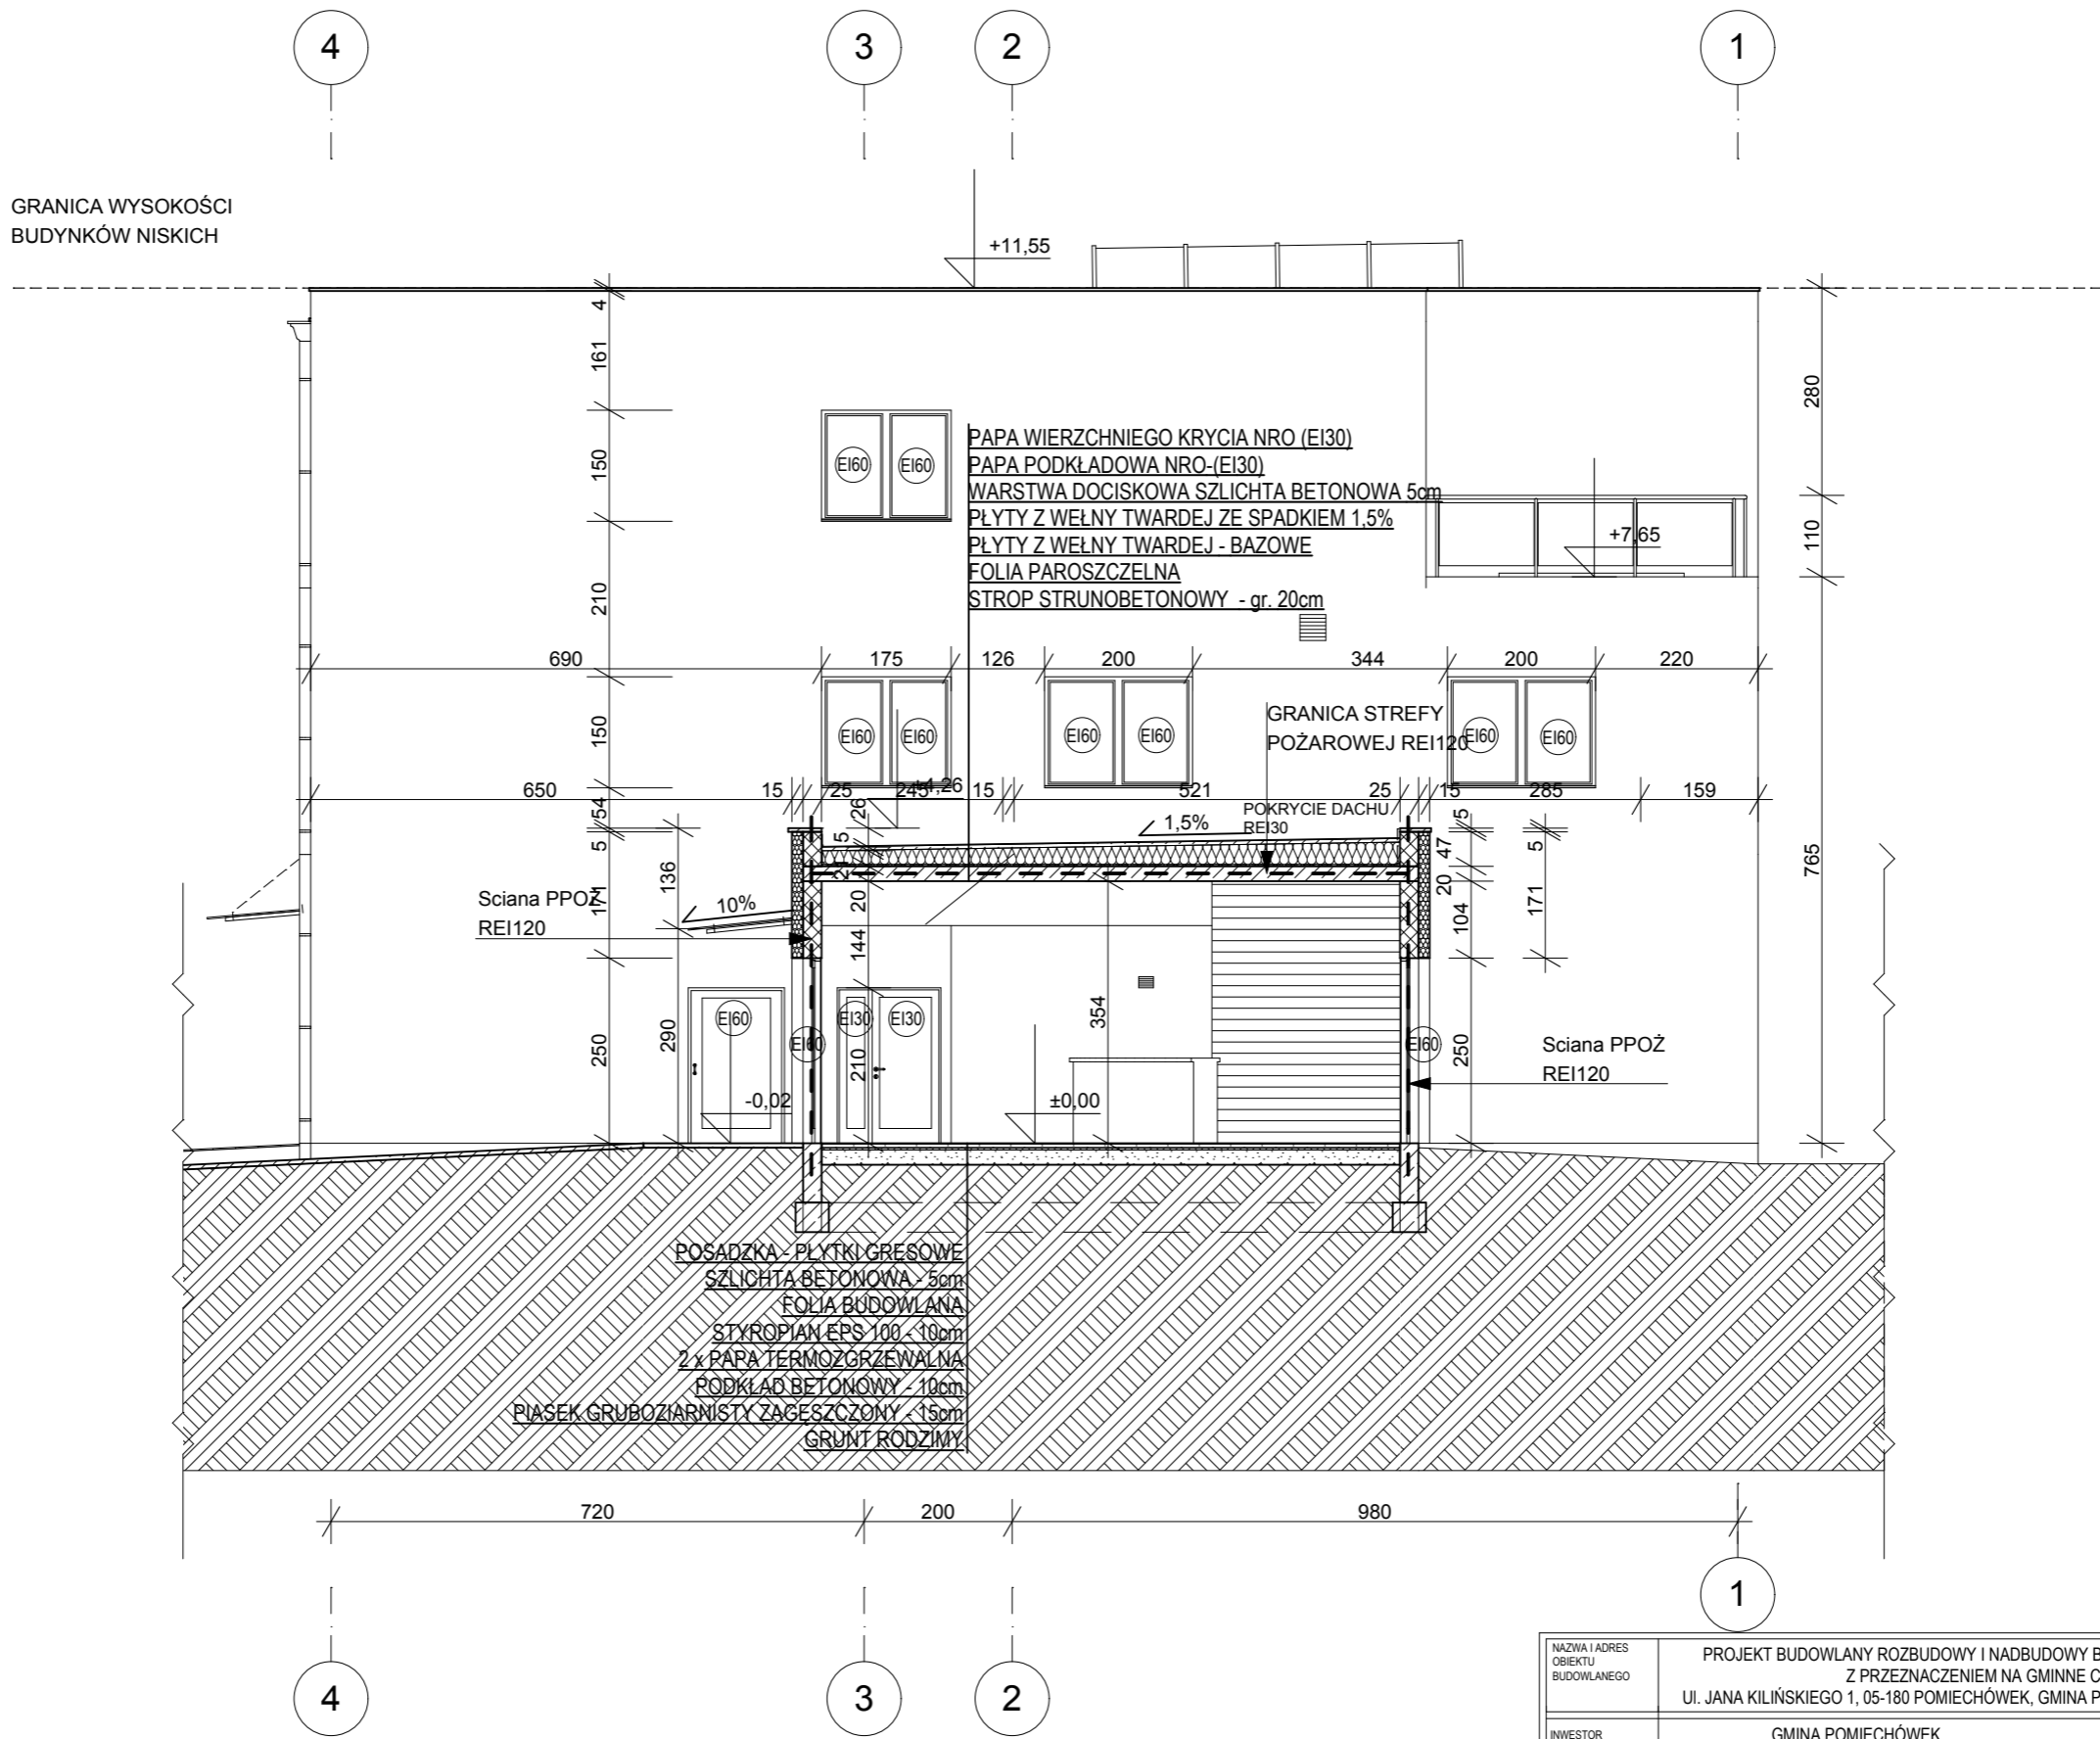 4
3
2
1
GRANICA WYSOKOŚCI
BUDYNKÓW NISKICH
+11,55
4
161
280
150
EI60
EI60
PAPA WIERZCHNIEGO KRYCIA NRO (EI30)
PAPA PODKŁADOWA NRO-(EI30)
WARSTWA DOCISKOWA SZLICHTA BETONOWA 5cm
PŁYTY Z WEŁNY TWARDEJ ZE SPADKIEM 1,5%
PŁYTY Z WEŁNY TWARDEJ - BAZOWE
FOLIA PAROSZCZELNA
STROP STRUNOBETONOWY - gr. 20cm
+7,65
110
210
690
175
126
200
344
200
220
150
EI60
EI60
EI60
EI60
GRANICA STREFY
POŻAROWEJ REI120
EI60
EI60
650
15
25
245
15
521
25
15
285
159
+4,26
54
26
5
POKRYCIE DACHU
REI30
1,5%
5
5
47
5
136
171
21
20
20
104
171
765
Sciana PPOŻ
REI120
10%
144
354
EI60
EI60
EI30
EI30
EI60
250
290
210
250
Sciana PPOŻ
REI120
-0,02
±0,00
POSADZKA - PŁYTKI GRESOWE
SZLICHTA BETONOWA - 5cm
FOLIA BUDOWLANA
STYROPIAN EPS 100 - 10cm
2 x PAPA TERMOZGRZEWALNA
PODKŁAD BETONOWY - 10cm
PIASEK GRUBOZIARNISTY ZAGĘSZCZONY - 15cm
GRUNT RODZIMY
720
200
980
1
4
3
2
NAZWA I ADRES
OBIEKTU
BUDOWLANEGO
PROJEKT BUDOWLANY ROZBUDOWY I NADBUDOWY B
Z PRZEZNACZENIEM NA GMINNE C
Ul. JANA KILIŃSKIEGO 1, 05-180 POMIECHÓWEK, GMINA P
INWESTOR
GMINA POMIECHÓWEK